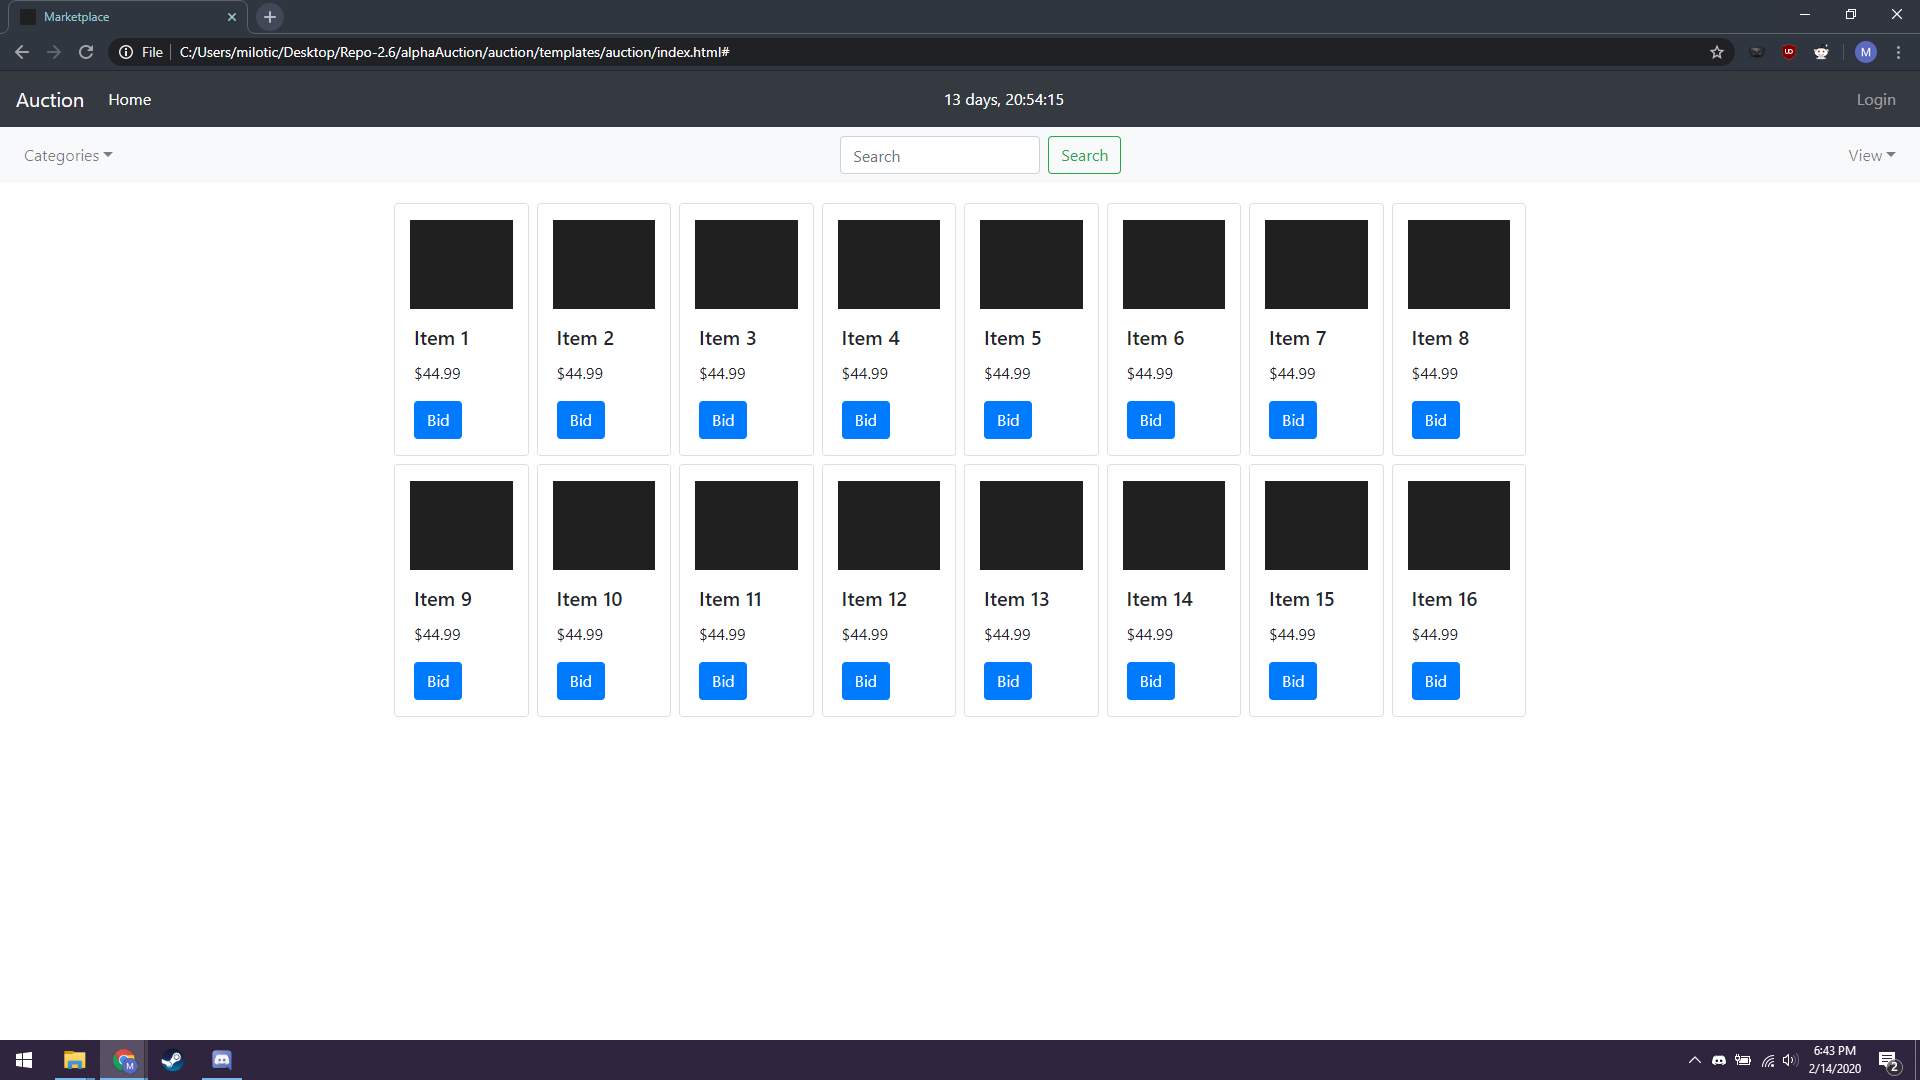 Marketplace
File C:/Users/milotic/Desktop/Repo-2.6/alphaAuction/auction/templates/auction/index.html#
M
Auction Home 13 days, 20:54:15 Login
Categories Search Search View
Item 1 Item 2 Item 3 Item 4 Item 5 Item 6 Item 7 Item 8
$44.99 $44.99 $44.99 $44.99 $44.99 $44.99 $44.99 $44.99
Bid Bid Bid Bid Bid Bid Bid Bid
Item 9 Item 10 Item 11 Item 12 Item 13 Item 14 Item 15 Item 16
$44.99 $44.99 $44.99 $44.99 $44.99 $44.99 $44.99 $44.99
Bid Bid Bid Bid Bid Bid Bid Bid
M
6:43 PM
2/14/2020
2